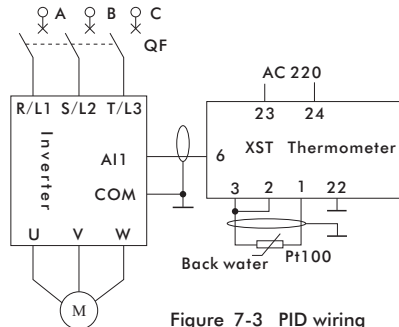 A B C
QF
AC 220
R/L1 S/L2 T/L3
23 24
Inverter
AI1
6
XST Thermometer
COM
3 2 1 22
U V W
Back water
Pt100
M
Figure 7-3 PID wiring